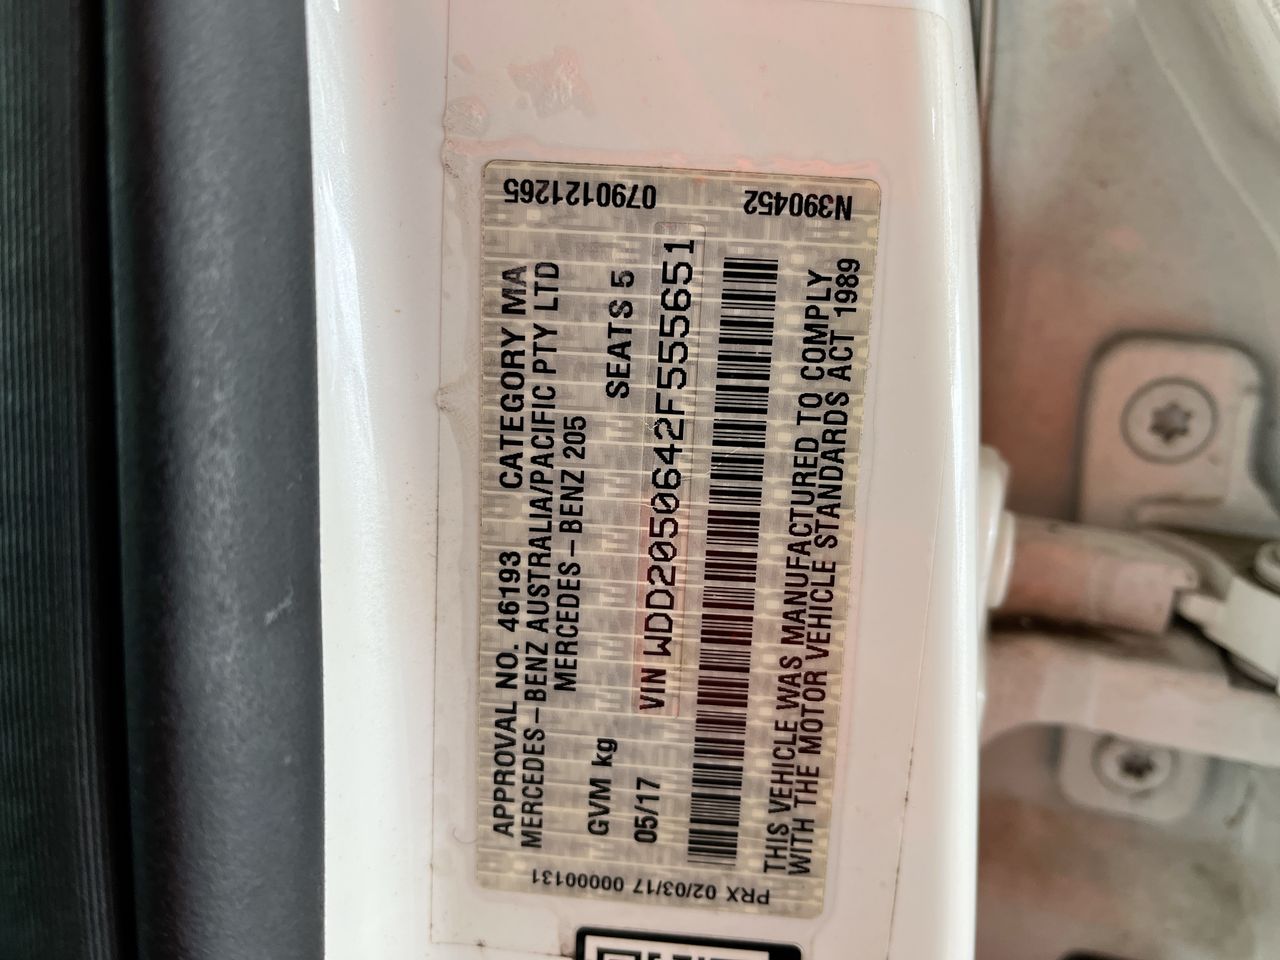 APPROVAL NO. 46193 CATEGORY MA
MERCEDES-BENZ AUSTRALIA/PACIFIC PTY LTD
MERCEDES-BENZ 205
GVM kg SEATS 5
05/17 VIN WDD2050642F555651
THIS VEHICLE WAS MANUFACTURED TO COMPLY
WITH THE MOTOR VEHICLE STANDARDS ACT 1989
0790121265
N390452
PRX 02/03/17 00000131